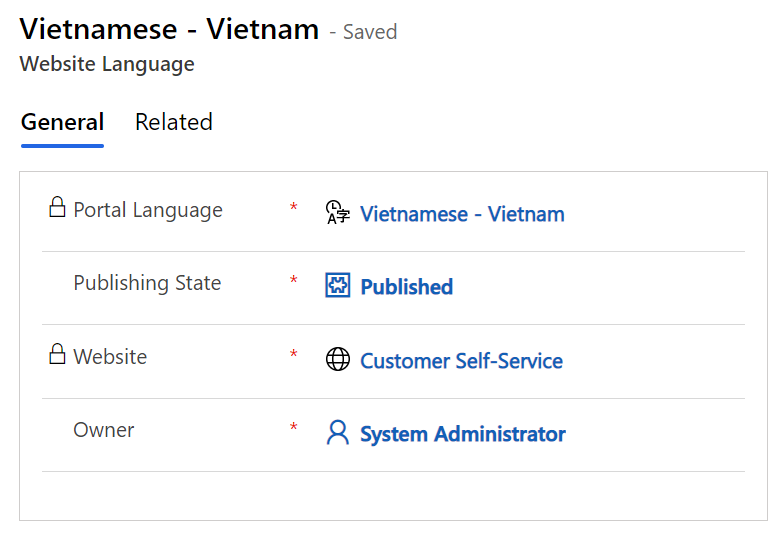 Vietnamese - Vietnam - Saved
Website Language
General Related
Portal Language * Vietnamese - Vietnam
Publishing State * Published
Website * Customer Self-Service
Owner * System Administrator